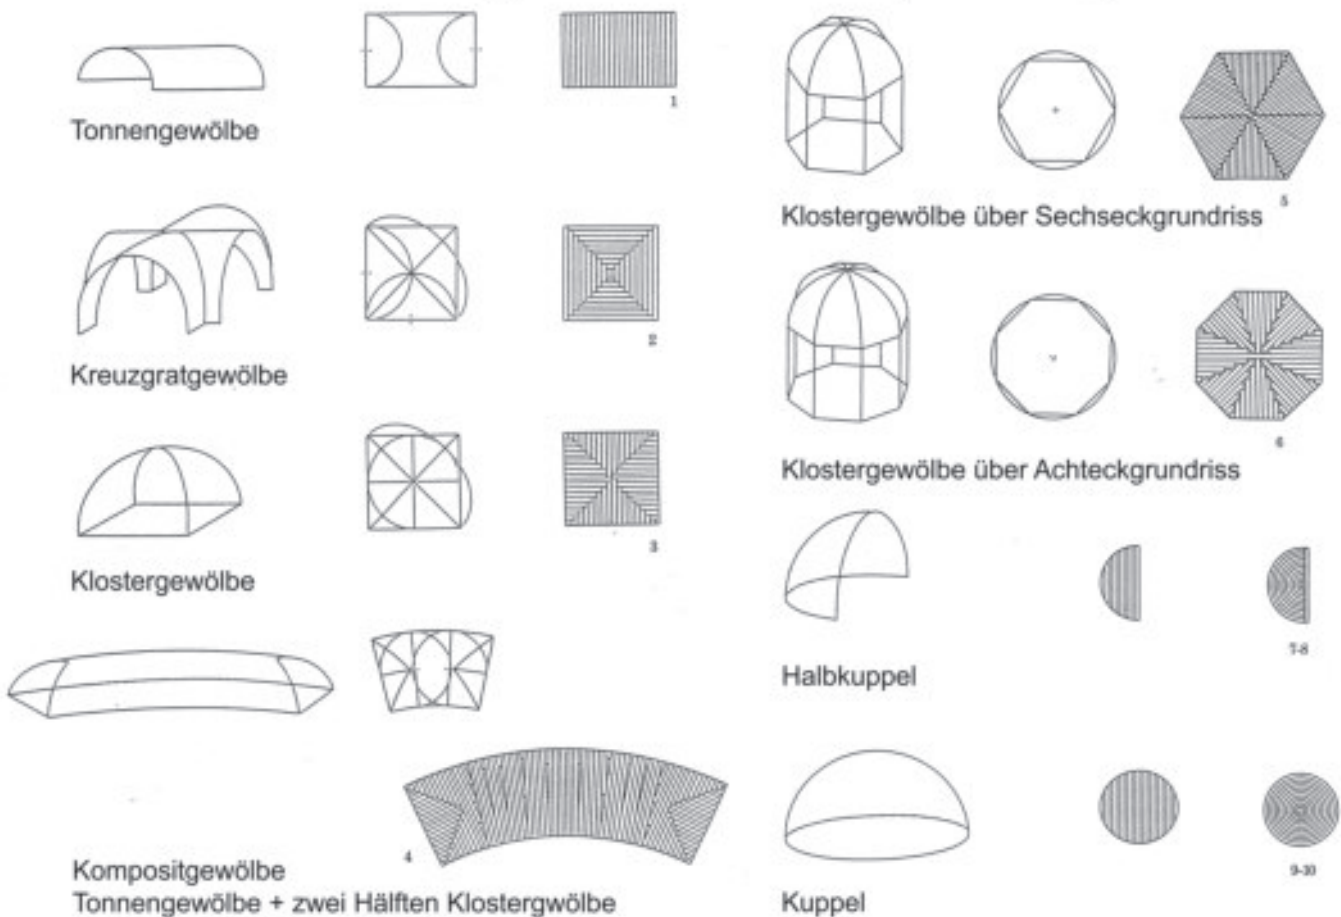 1
Tonnengewölbe
2
Kreuzgratgewölbe
3
Klostergewölbe
4
Kompositgewölbe
Tonnengewölbe + zwei Hälften Klostergwölbe
5
Klostergewölbe über Sechseckgrundriss
6
Klostergewölbe über Achteckgrundriss
7-8
Halbkuppel
9-10
Kuppel